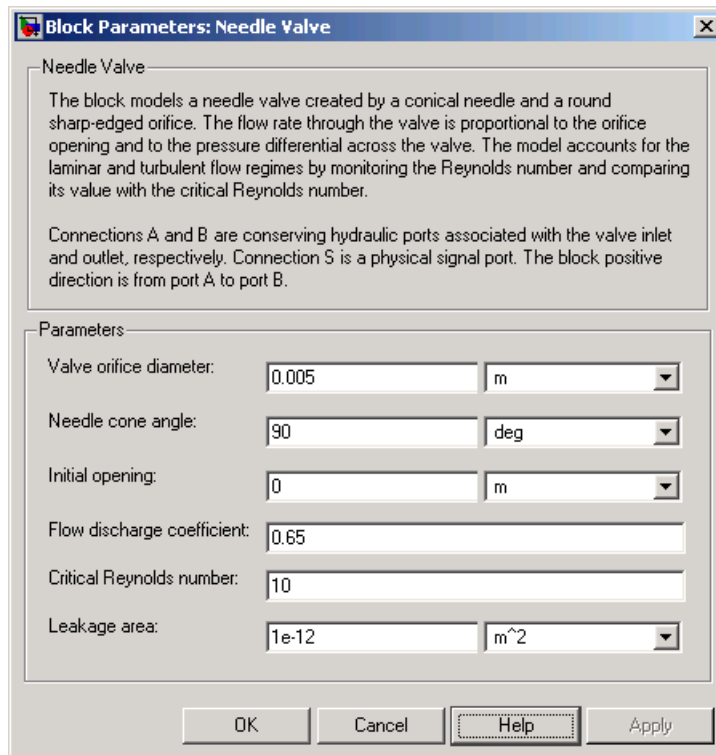 Block Parameters: Needle Valve
Needle Valve
The block models a needle valve created by a conical needle and a round
sharp-edged orifice. The flow rate through the valve is proportional to the orifice
opening and to the pressure differential across the valve. The model accounts for the
laminar and turbulent flow regimes by monitoring the Reynolds number and comparing
its value with the critical Reynolds number.
Connections A and B are conserving hydraulic ports associated with the valve inlet
and outlet, respectively. Connection S is a physical signal port. The block positive
direction is from port A to port B.
Parameters
Valve orifice diameter: 0.005 m
Needle cone angle: 90 deg
Initial opening: 0 m
Flow discharge coefficient: 0.65
Critical Reynolds number: 10
Leakage area: 1e-12 m^2
OK Cancel Help Apply